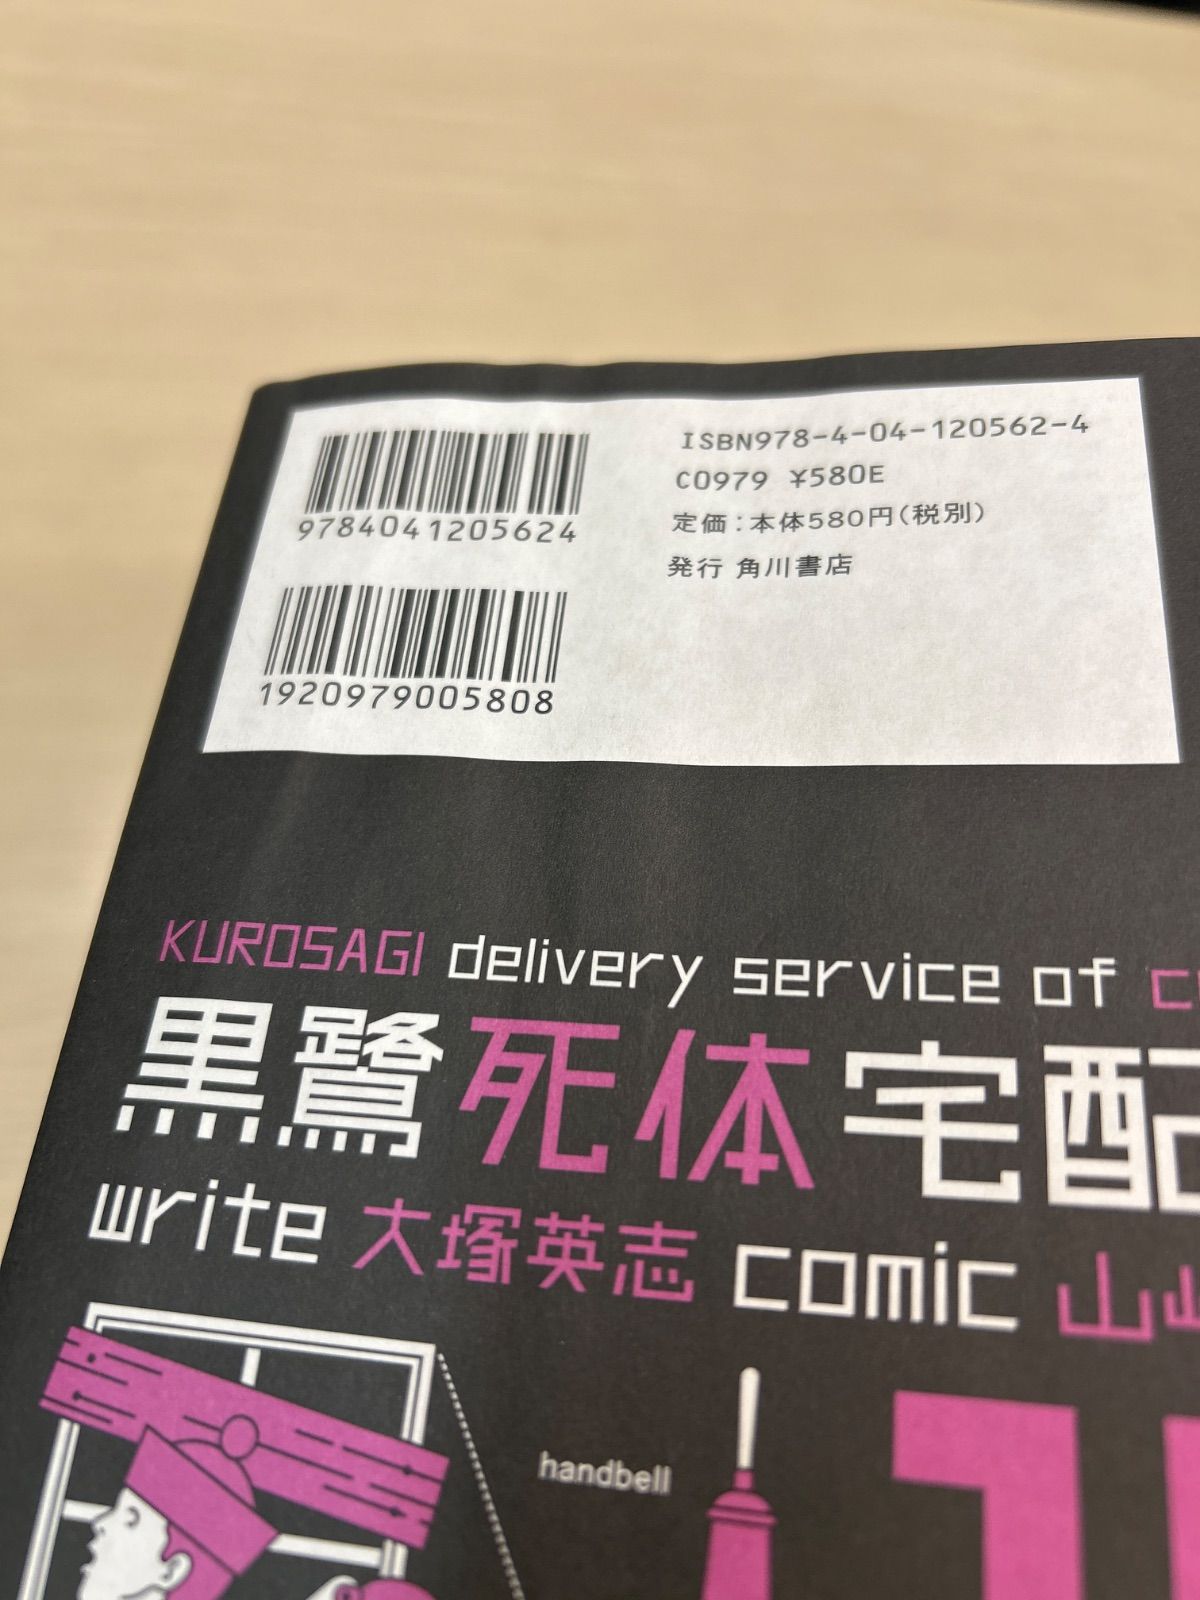 ISBN978-4-04-120562-4
C0979 ¥580E
定価：本体580円(税別)
発行 角川書店
9784041205624
1920979005808
KUROSAGI delivery service of
黒鷺死体宅配
write 大塚英志 comic 山
handbell